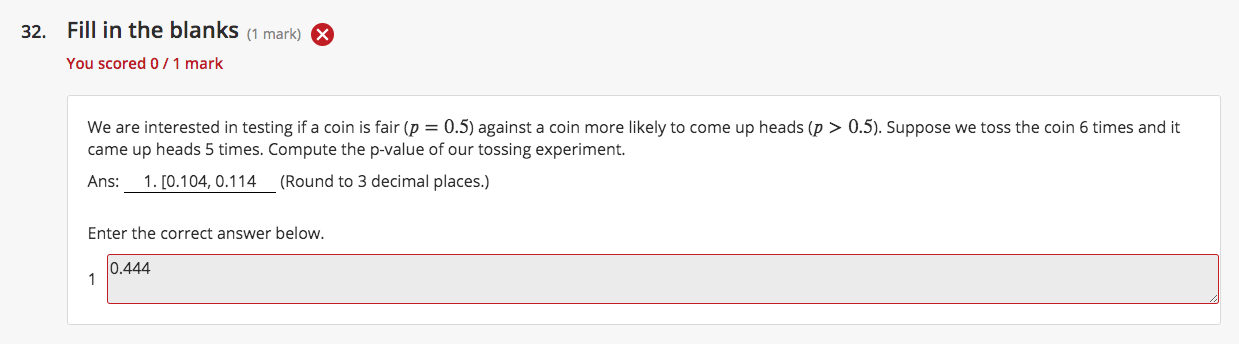 32. Fill in the blanks (1 mark)
You scored 0 / 1 mark
We are interested in testing if a coin is fair (p = 0.5) against a coin more likely to come up heads (p > 0.5). Suppose we toss the coin 6 times and it
came up heads 5 times. Compute the p-value of our tossing experiment.
Ans: 1. [0.104, 0.114 (Round to 3 decimal places.)
Enter the correct answer below.
1 0.444